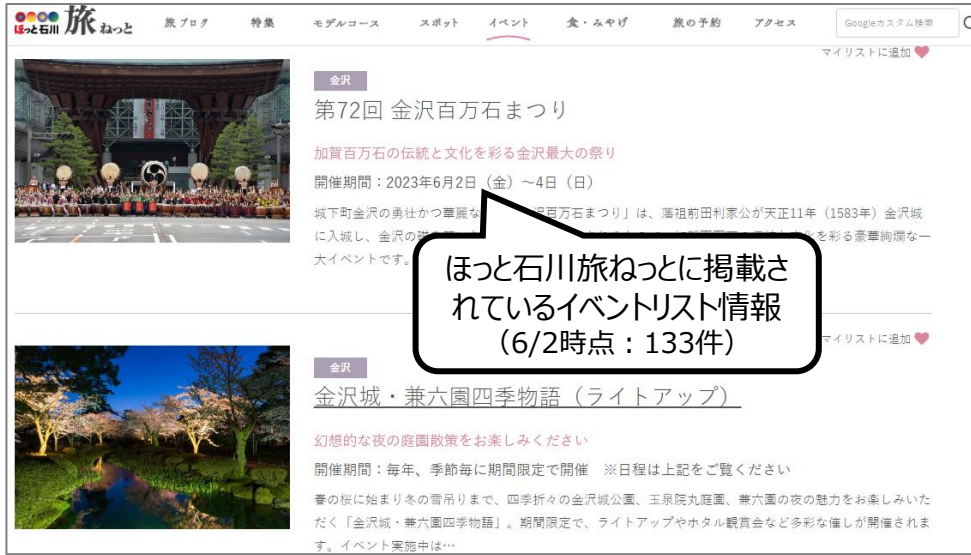 ほっと石川 旅ねっと
旅ブログ 特集 モデルコース スポット イベント 食・みやげ 旅の予約 アクセス Googleカスタム検索
マイリストに追加
金沢
第72回 金沢百万石まつり
加賀百万石の伝統と文化を彩る金沢最大の祭り
開催期間：2023年6月2日（金）～4日（日）
城下町金沢の勇壮かつ華麗な 沢百万石まつり」は、藩祖前田利家公が天正11年（1583年）金沢城
に入城し、金沢の を彩る豪華絢爛な一
大イベントです。
ほっと石川旅ねっとに掲載さ
れているイベントリスト情報
（6/2時点：133件）
マイリストに追加
金沢
金沢城・兼六園四季物語（ライトアップ）
幻想的な夜の庭園散策をお楽しみください
開催期間：毎年、季節毎に期間限定で開催 ※日程は上記をご覧ください
春の桜に始まり冬の雪吊りまで、四季折々の金沢城公園、玉泉院丸庭園、兼六園の夜の魅力をお楽しみいた
だく「金沢城・兼六園四季物語」。期間限定で、ライトアップやホタル観賞会など多彩な催しが開催されま
す。イベント実施中は…